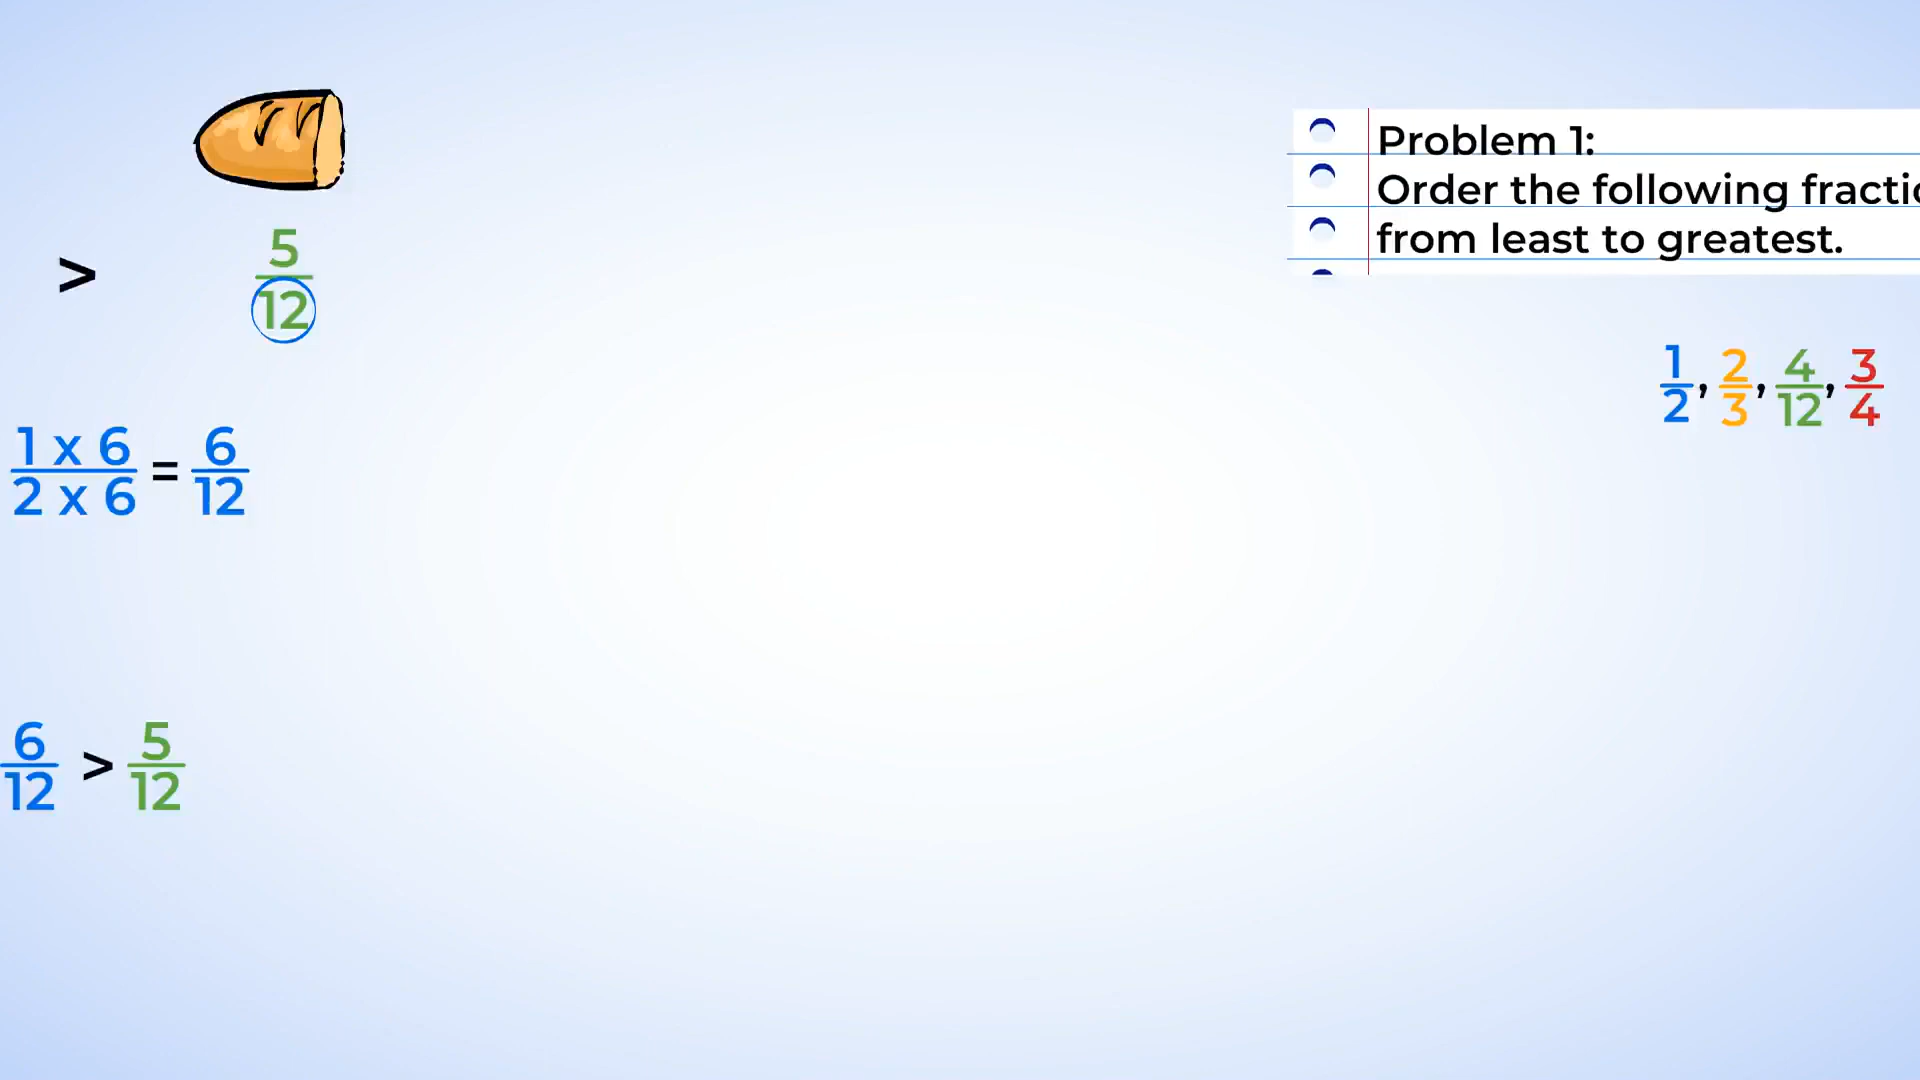 > 5/12
1 x 6 / 2 x 6 = 6/12
6/12 > 5/12
Problem 1:
Order the following
from least to greatest.
1/2, 2/3, 4/12, 3/4